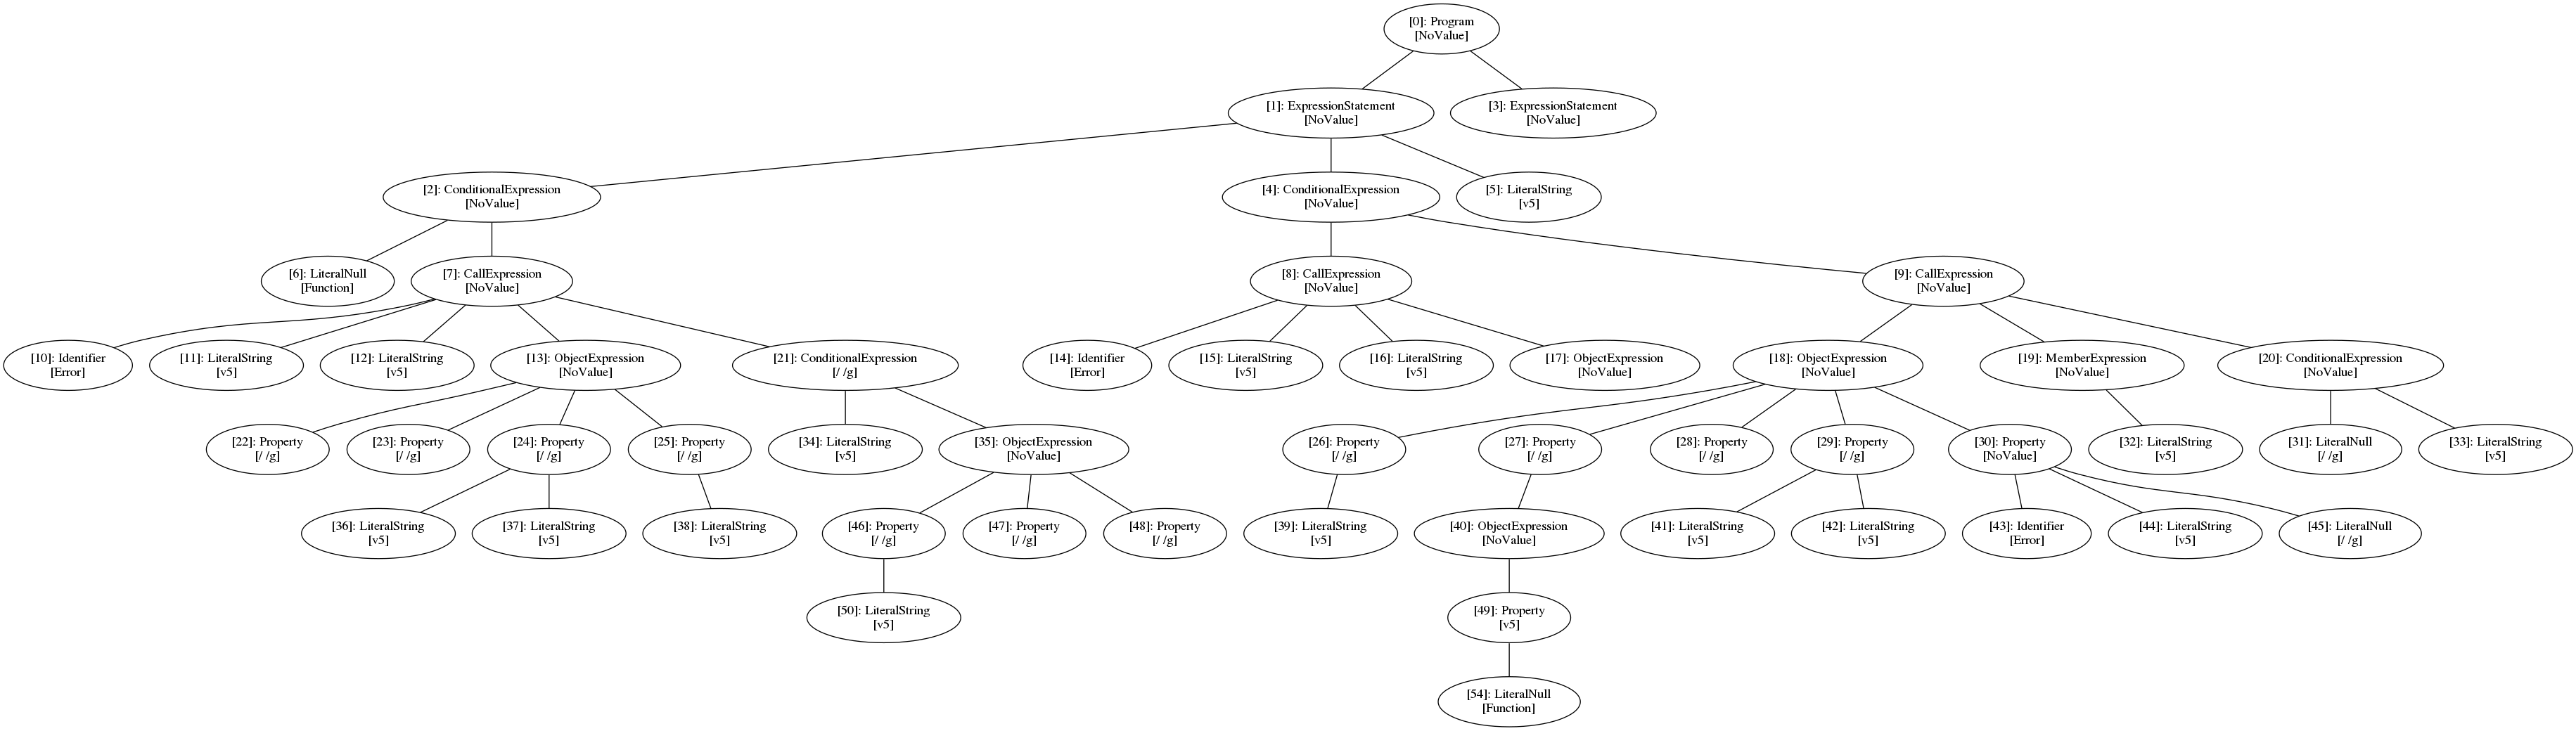 [0]: Program
[NoValue]
[1]: ExpressionStatement
[NoValue]
[3]: ExpressionStatement
[NoValue]
[2]: ConditionalExpression
[NoValue]
[4]: ConditionalExpression
[NoValue]
[5]: LiteralString
[v5]
[6]: LiteralNull
[Function]
[7]: CallExpression
[NoValue]
[8]: CallExpression
[NoValue]
[9]: CallExpression
[NoValue]
[10]: Identifier
[Error]
[11]: LiteralString
[v5]
[12]: LiteralString
[v5]
[13]: ObjectExpression
[NoValue]
[21]: ConditionalExpression
[/ /g]
[14]: Identifier
[Error]
[15]: LiteralString
[v5]
[16]: LiteralString
[v5]
[17]: ObjectExpression
[NoValue]
[18]: ObjectExpression
[NoValue]
[19]: MemberExpression
[NoValue]
[20]: ConditionalExpression
[NoValue]
[22]: Property
[/ /g]
[23]: Property
[/ /g]
[24]: Property
[/ /g]
[25]: Property
[/ /g]
[34]: LiteralString
[v5]
[35]: ObjectExpression
[NoValue]
[26]: Property
[/ /g]
[27]: Property
[/ /g]
[28]: Property
[/ /g]
[29]: Property
[/ /g]
[30]: Property
[NoValue]
[32]: LiteralString
[v5]
[31]: LiteralNull
[/ /g]
[33]: LiteralString
[v5]
[36]: LiteralString
[v5]
[37]: LiteralString
[v5]
[38]: LiteralString
[v5]
[46]: Property
[/ /g]
[47]: Property
[/ /g]
[48]: Property
[/ /g]
[39]: LiteralString
[v5]
[40]: ObjectExpression
[NoValue]
[41]: LiteralString
[v5]
[42]: LiteralString
[v5]
[43]: Identifier
[Error]
[44]: LiteralString
[v5]
[45]: LiteralNull
[/ /g]
[50]: LiteralString
[v5]
[49]: Property
[v5]
[54]: LiteralNull
[Function]